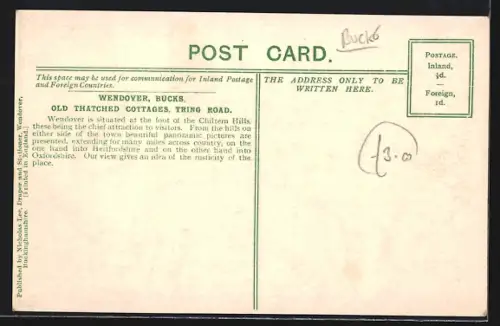 Bucks
POST CARD.
POSTAGE.
Inland,
½d.
Foreign,
1d.
This space may be used for communication for Inland Postage
and Foreign Countries.
THE ADDRESS ONLY TO BE
WRITTEN HERE.
WENDOVER, BUCKS.
OLD THATCHED COTTAGES, TRING ROAD.
Wendover is situated at the foot of the Chiltern Hills,
these being the chief attraction to visitors. From the hills on
either side of the town beautiful panoramic pictures are
presented, extending for many miles across country, on the
one hand into Hertfordshire and on the other hand into
Oxfordshire. Our view gives an idea of the rusticity of the
place.
£3.00
Published by Nicholas Lee, Draper and Stationer, Wendover,
Buckinghamshire. [Printed in England.]